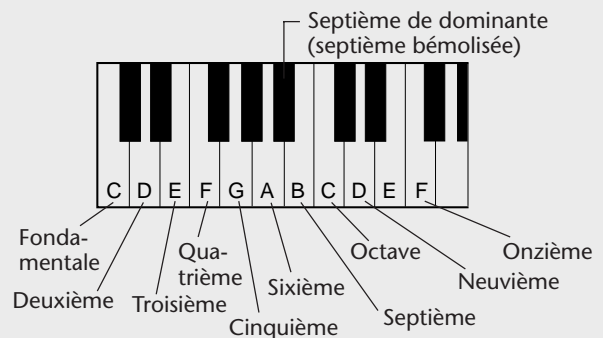 Septième de dominante
(septième bémolisée)
C D E F G A B C D E F
Fonda-
mentale
Deuxième
Troisième
Qua-
trième
Cinquième
Sixième
Septième
Octave
Neuvième
Onzième